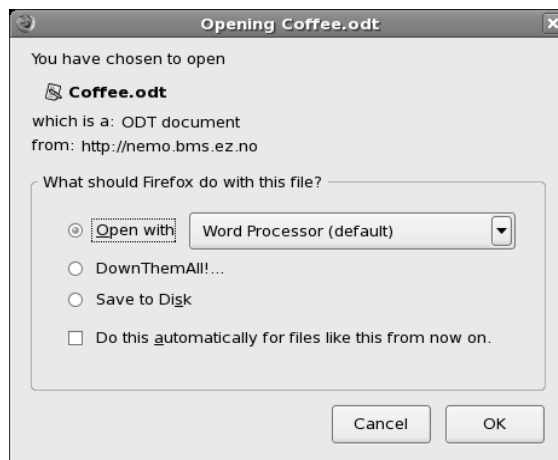 Opening Coffee.odt
You have chosen to open
Coffee.odt
which is a: ODT document
from: http://nemo.bms.ez.no
What should Firefox do with this file?
Open with Word Processor (default)
DownThemAll!...
Save to Disk
Do this automatically for files like this from now on.
Cancel OK